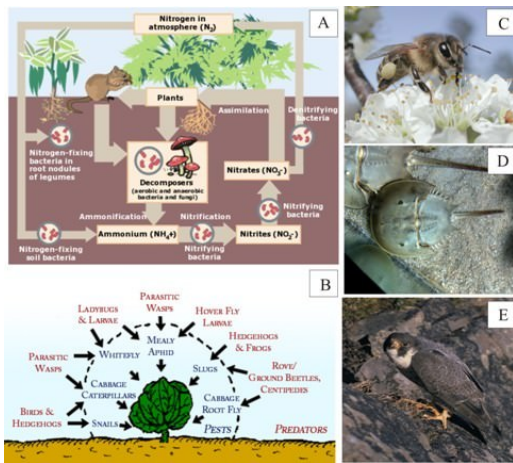 A
Nitrogen in
atmosphere (N₂)
Plants
Assimilation
Denitrifying
bacteria
Nitrogen-fixing
bacteria in
root nodules
of legumes
Decomposers
(aerobic and anaerobic
bacteria and fungi)
Nitrates (NO₃⁻)
Ammonification
Nitrification
Nitrifying
bacteria
Ammonium (NH₄+)
Nitrites (NO₂⁻)
Nitrogen-fixing
soil bacteria
Nitrifying
bacteria
B
PARASITIC
WASPS
LADYBUGS
& LARVAE
HOVER FLY
LARVAE
HEDGEHOGS
& FROGS
PARASITIC
WASPS
WHITEFLY
MEALY
APHID
SLUGS
ROVE/
GROUND BEETLES,
CENTIPEDES
CABBAGE
CATERPILLARS
CABBAGE
ROOT FLY
BIRDS &
HEDGEHOGS
SNAILS
PESTS
PREDATORS
C
D
E